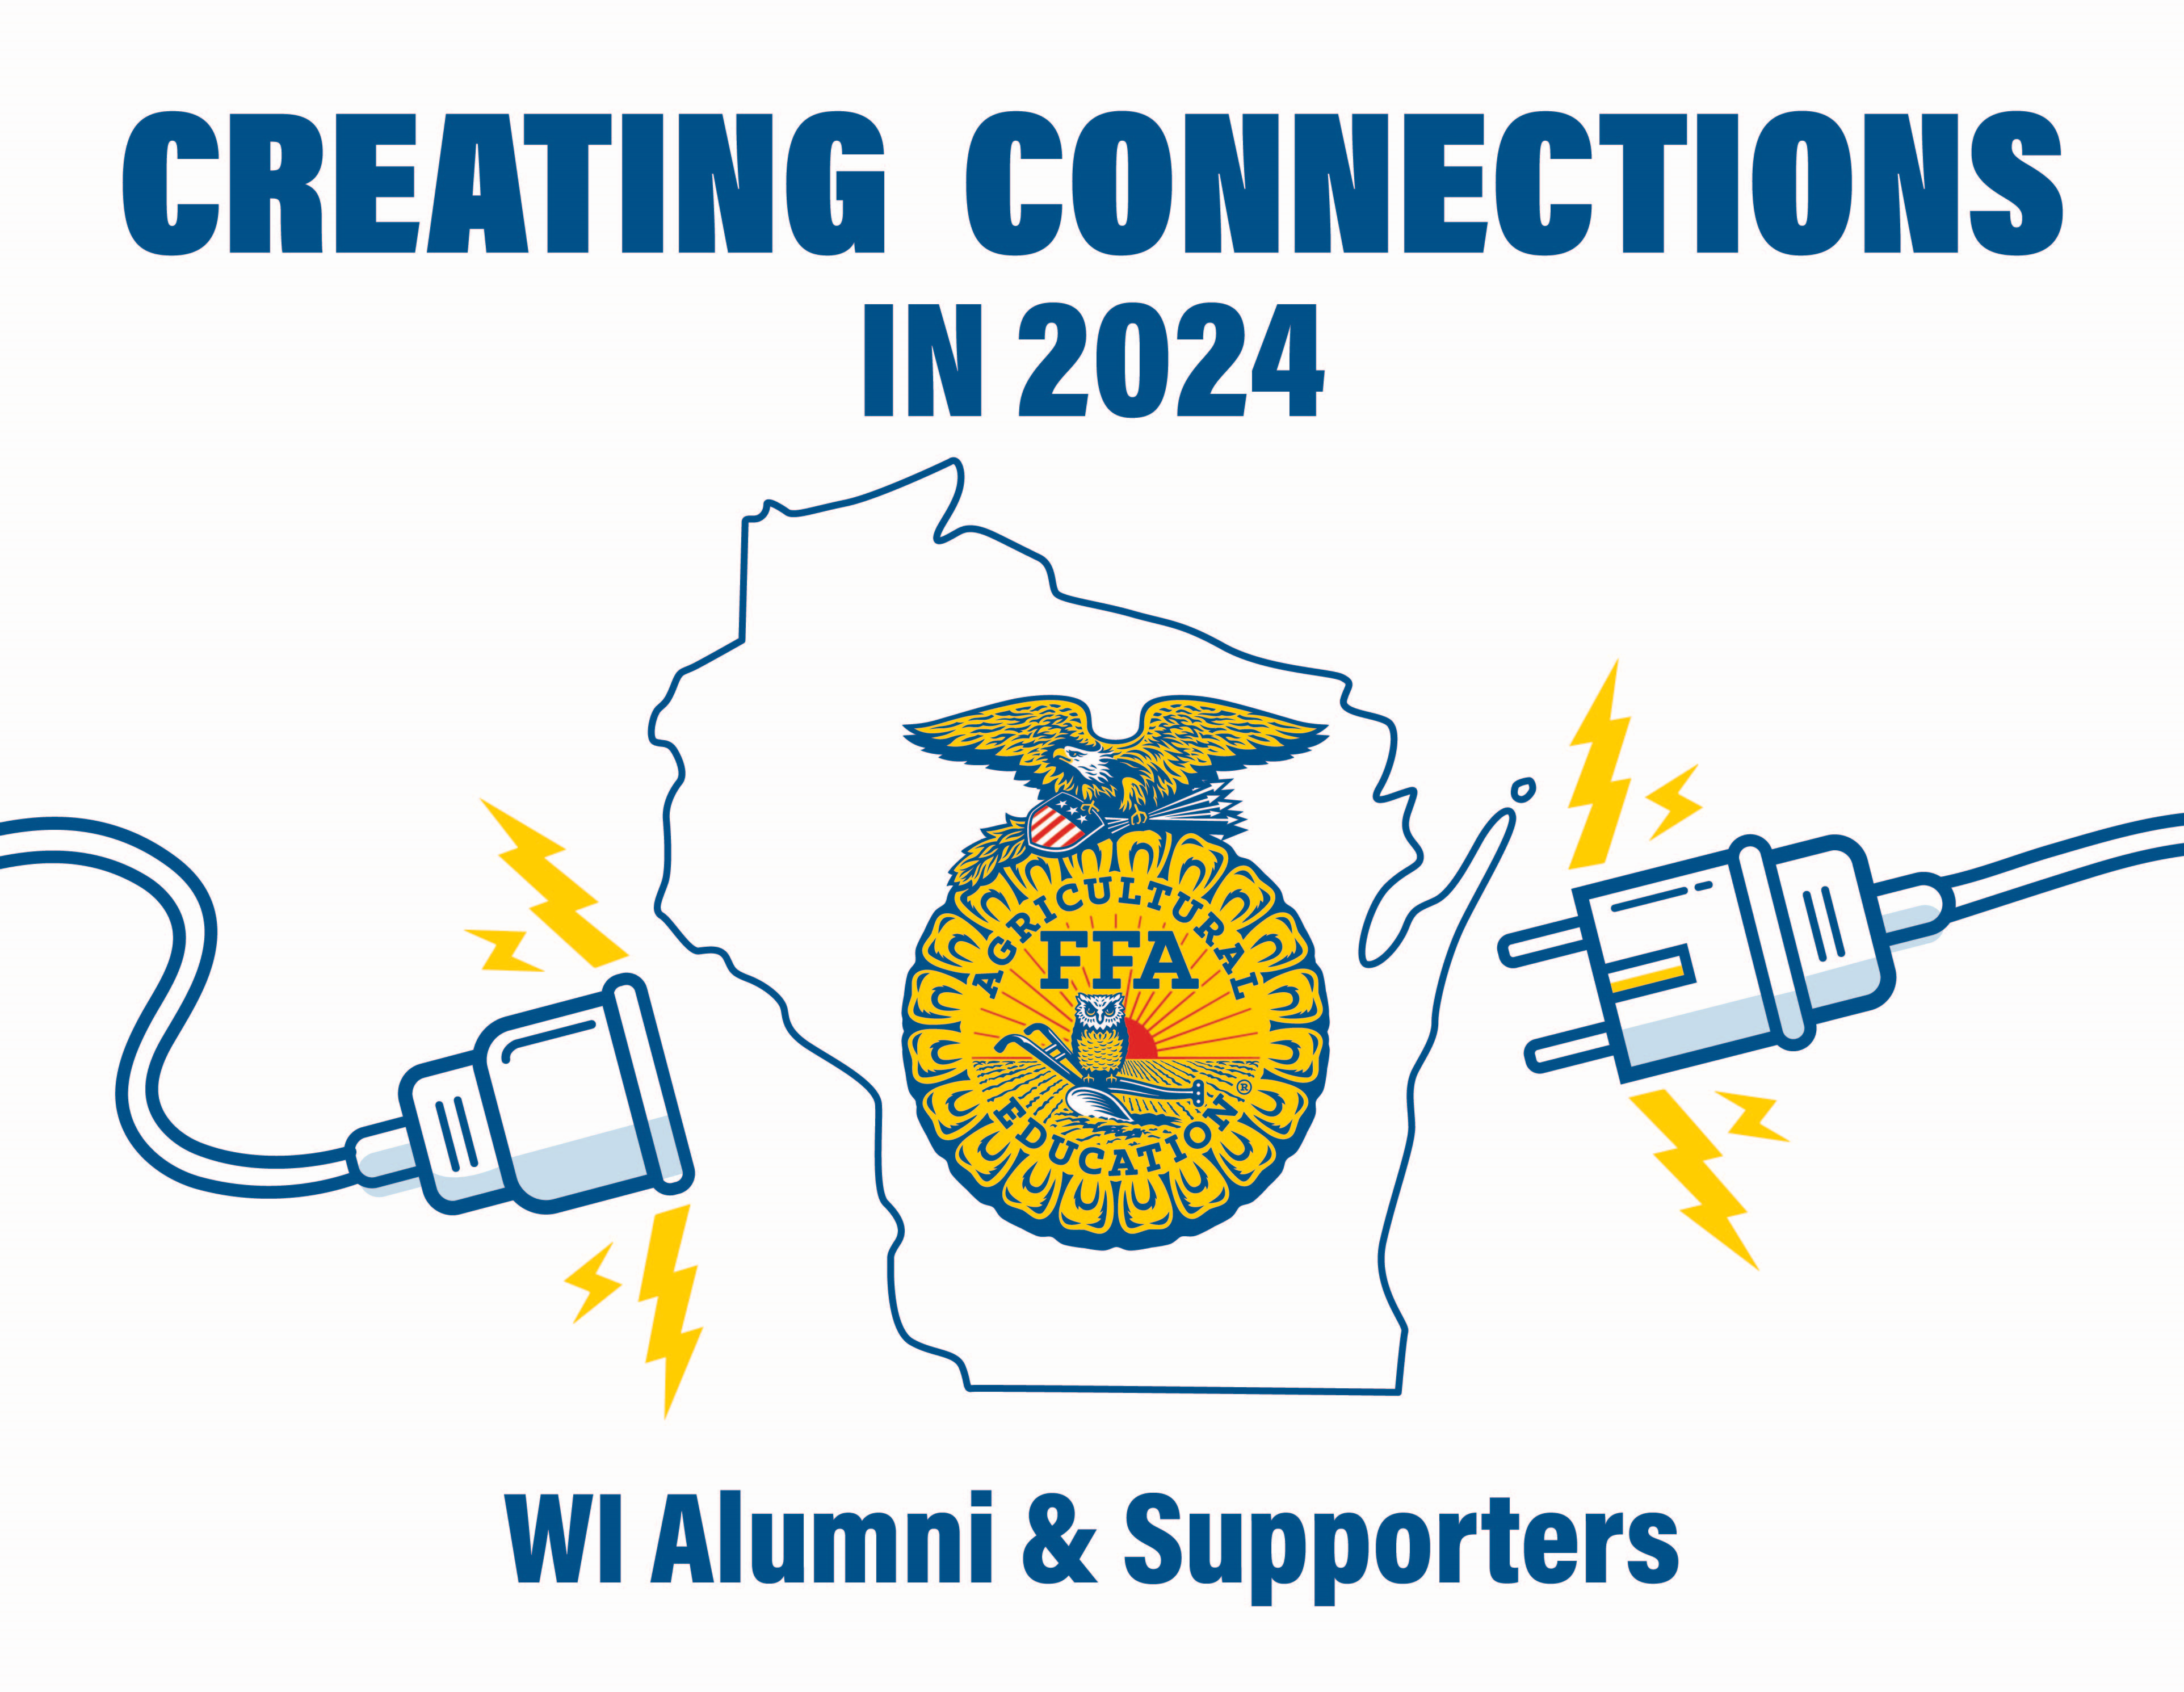 CREATING CONNECTIONS
IN 2024
AGRICULTURAL
FFA
®
EDUCATION
WI Alumni & Supporters